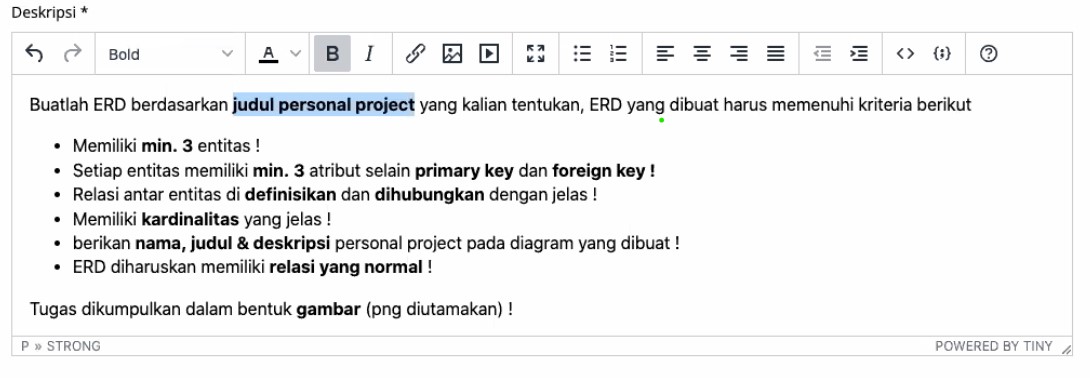 Deskripsi *
Bold
A
B
I
Buatlah ERD berdasarkan judul personal project yang kalian tentukan, ERD yang dibuat harus memenuhi kriteria berikut
• Memiliki min. 3 entitas !
• Setiap entitas memiliki min. 3 atribut selain primary key dan foreign key !
• Relasi antar entitas di definisikan dan dihubungkan dengan jelas !
• Memiliki kardinalitas yang jelas !
• berikan nama, judul & deskripsi personal project pada diagram yang dibuat !
• ERD diharuskan memiliki relasi yang normal !
Tugas dikumpulkan dalam bentuk gambar (png diutamakan) !
P » STRONG
POWERED BY TINY